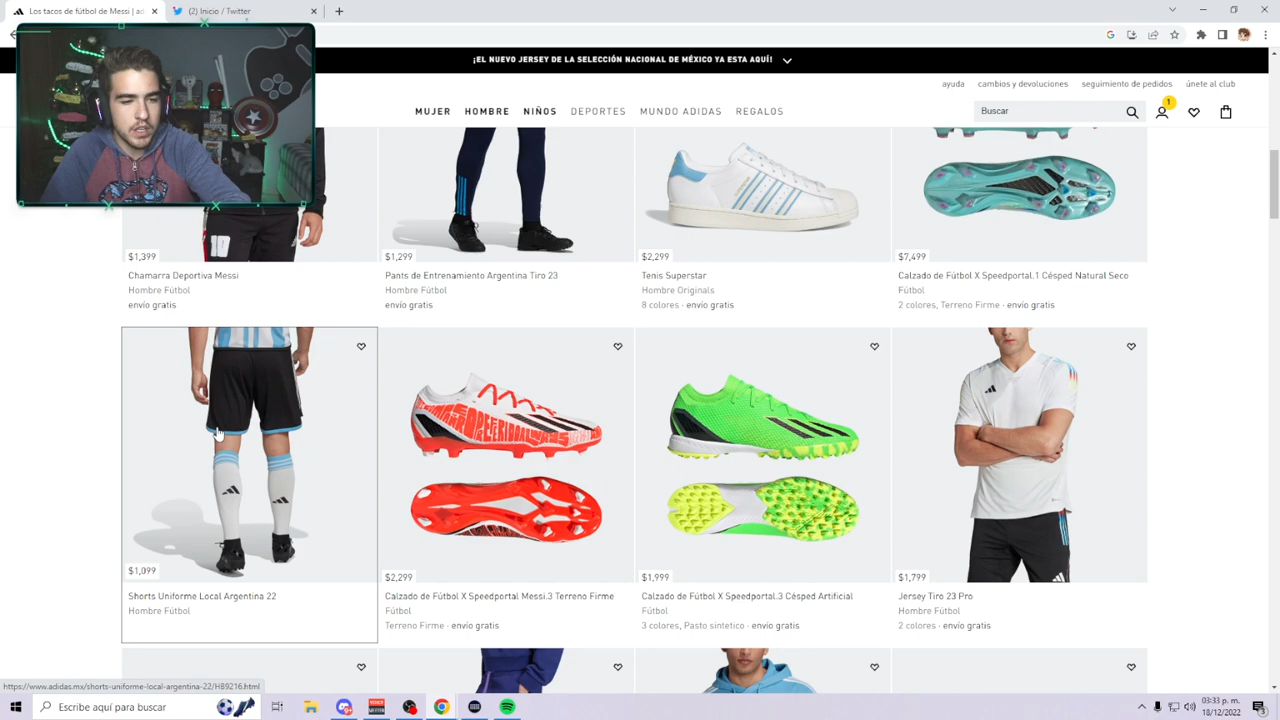 Los tacos de fútbol de Messi | ad
(2) Inicio / Twitter
¡EL NUEVO JERSEY DE LA SELECCIÓN NACIONAL DE MÉXICO YA ESTA AQUÍ!
ayuda cambios y devoluciones seguimiento de pedidos únete al club
MUJER HOMBRE NIÑOS DEPORTES MUNDO ADIDAS REGALOS
Buscar
1
$1,399
Chamarra Deportiva Messi
Hombre Fútbol
envío gratis
$1,299
Pants de Entrenamiento Argentina Tiro 23
Hombre Fútbol
envío gratis
$2,299
Tenis Superstar
Hombre Originals
8 colores · envío gratis
$7,499
Calzado de Fútbol X Speedportal.1 Césped Natural Seco
Fútbol
2 colores, Terreno Firme · envío gratis
$1,099
Shorts Uniforme Local Argentina 22
Hombre Fútbol
$2,299
Calzado de Fútbol X Speedportal Messi.3 Terreno Firme
Fútbol
Terreno Firme · envío gratis
$1,999
Calzado de Fútbol X Speedportal.3 Césped Artificial
Fútbol
3 colores, Pasto sintetico · envío gratis
$1,799
Jersey Tiro 23 Pro
Hombre Fútbol
2 colores · envío gratis
https://www.adidas.mx/shorts-uniforme-local-argentina-22/HB9216.html
Escribe aquí para buscar
03:33 p. m.
18/12/2022